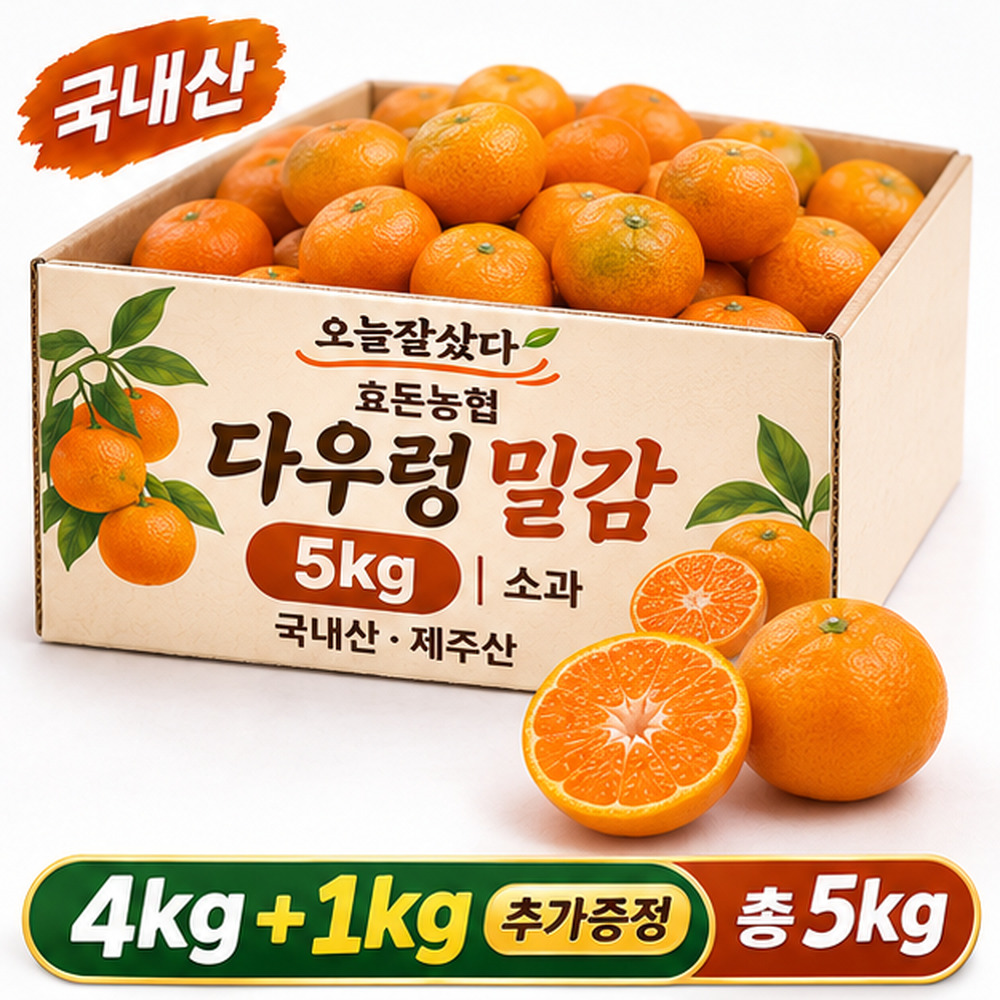 국내산
오늘잘샀다
효돈농협
다우렁 밀감
5kg | 소과
국내산 · 제주산
4kg+1kg 추가증정 총 5kg